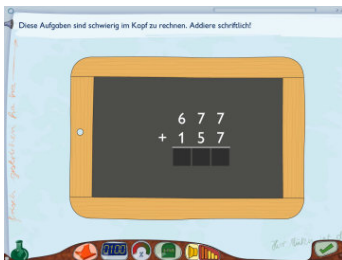 Diese Aufgaben sind schwierig im Kopf zu rechnen. Addiere schriftlich!
6 7 7
+ 1 5 7